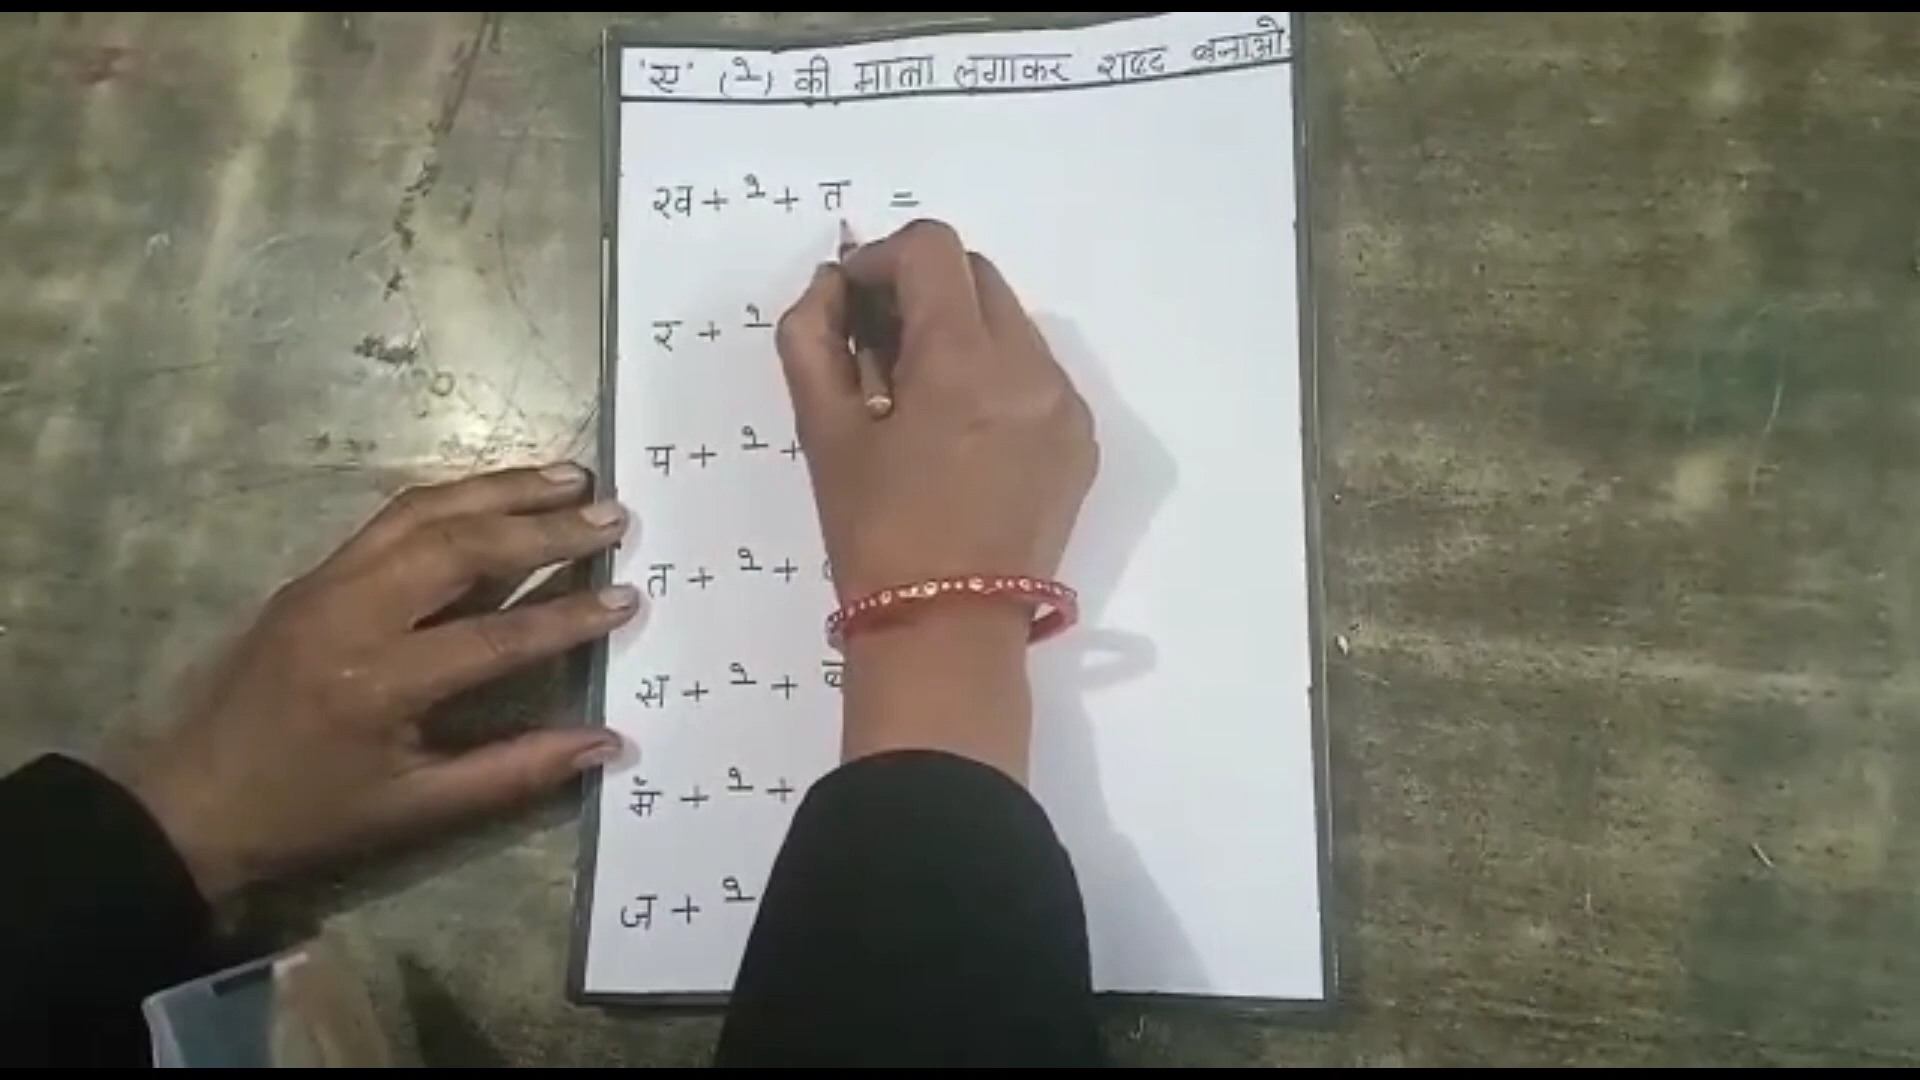 'ए' (े) की मात्रा लगाकर शब्द बनाओ
ख + े + त =
र + े
प + े +
त + े +
स + े + ब
मँ + े +
ज + े